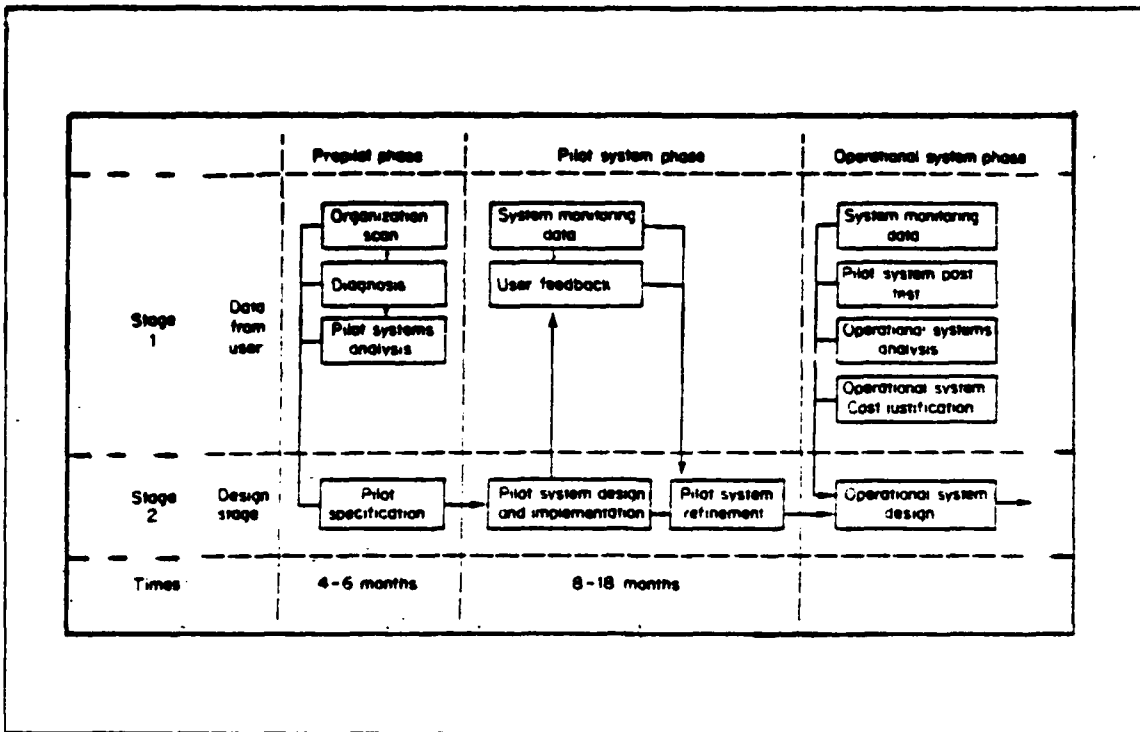 Prepilot phase
Pilot system phase
Operational system phase
Stage
1
Data
from
user
Organization
scan
Diagnosis
Pilot systems
analysis
System monitoring
data
User feedback
System monitoring
data
Pilot system post
test
Operational systems
analysis
Operational system
Cost justification
Stage
2
Design
stage
Pilot
specification
Pilot system design
and implementation
Pilot system
refinement
Operational system
design
Times
4-6 months
8-18 months